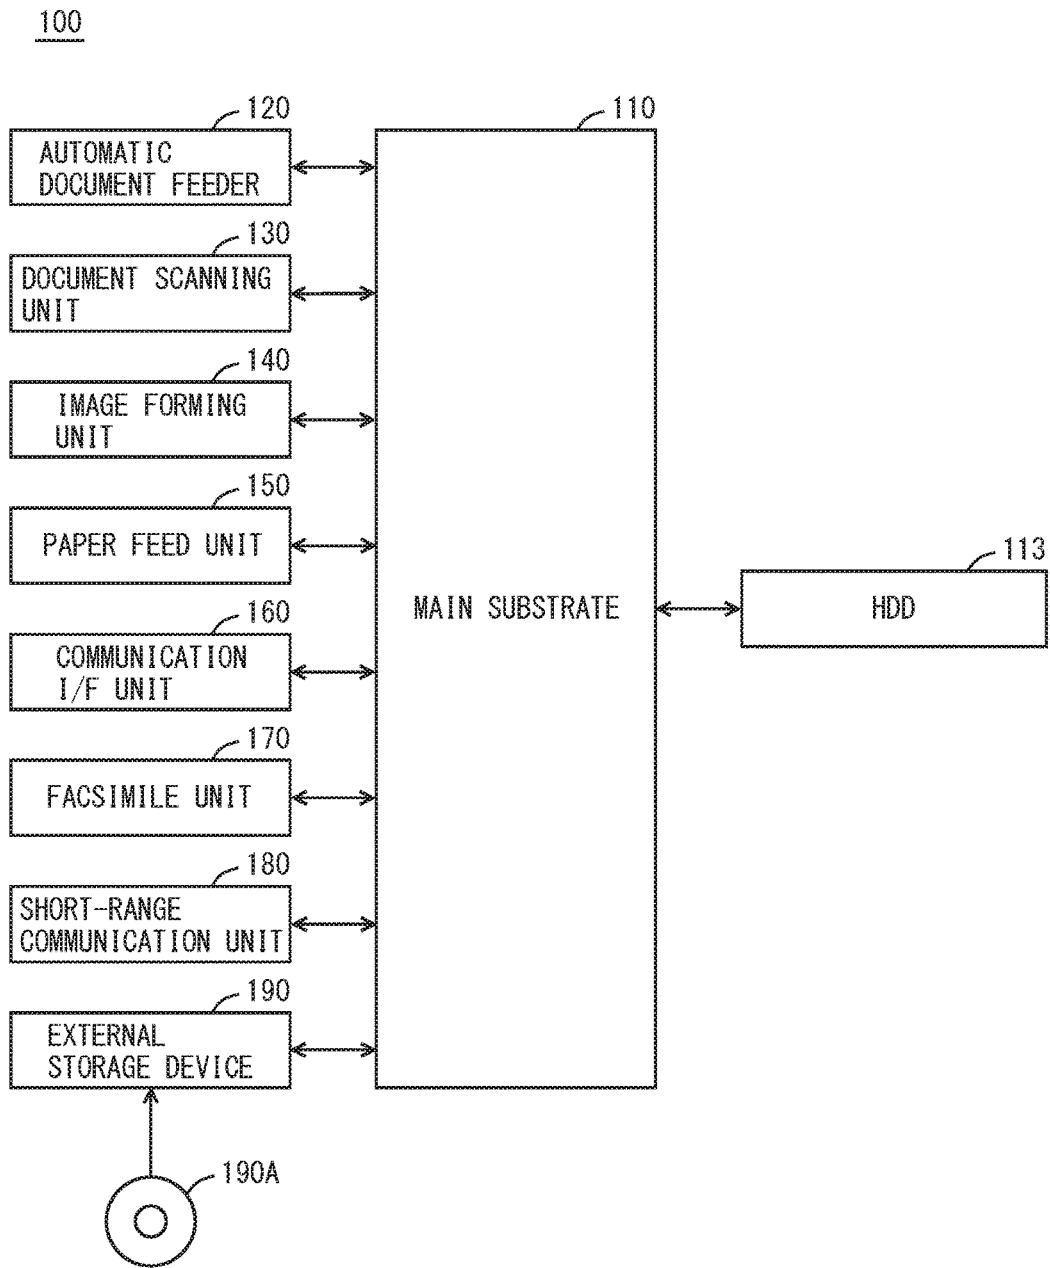 100
120
AUTOMATIC
DOCUMENT FEEDER
130
DOCUMENT SCANNING
UNIT
140
IMAGE FORMING
UNIT
150
PAPER FEED UNIT
160
COMMUNICATION
I/F UNIT
170
FACSIMILE UNIT
180
SHORT-RANGE
COMMUNICATION UNIT
190
EXTERNAL
STORAGE DEVICE
190A
110
MAIN SUBSTRATE
113
HDD